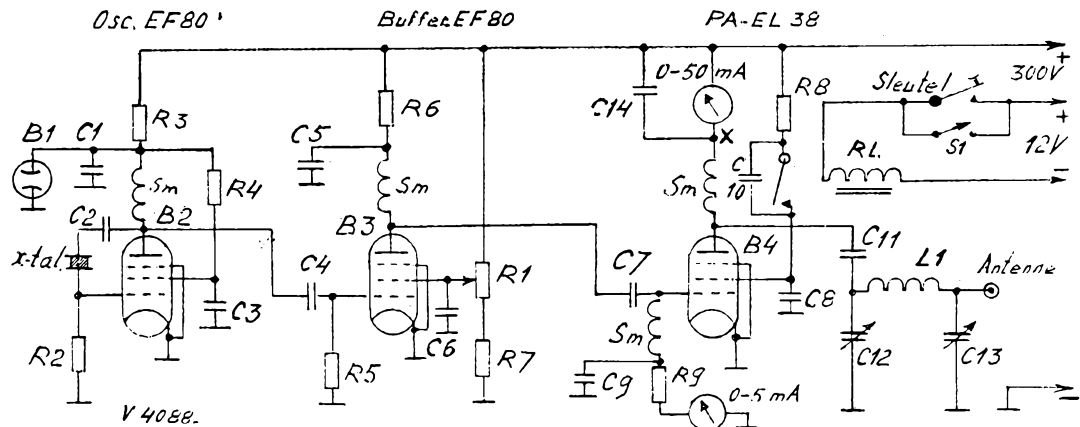 Osc. EF80
Buffer EF80
PA-EL 38
0-50 mA
R8
300V
+
Sleutel
+
S1
12V
RL.
-
R3
R6
C14
X
B1
C1
C5
Sm
R4
Sm
Sm
C
10
C2
B2
B3
B4
C11
L1
Antenne
x-tal.
C4
R1
C7
C3
C6
Sm
C8
C12
C13
R2
R5
R7
C9
R9
0-5 mA
-
V 4088.